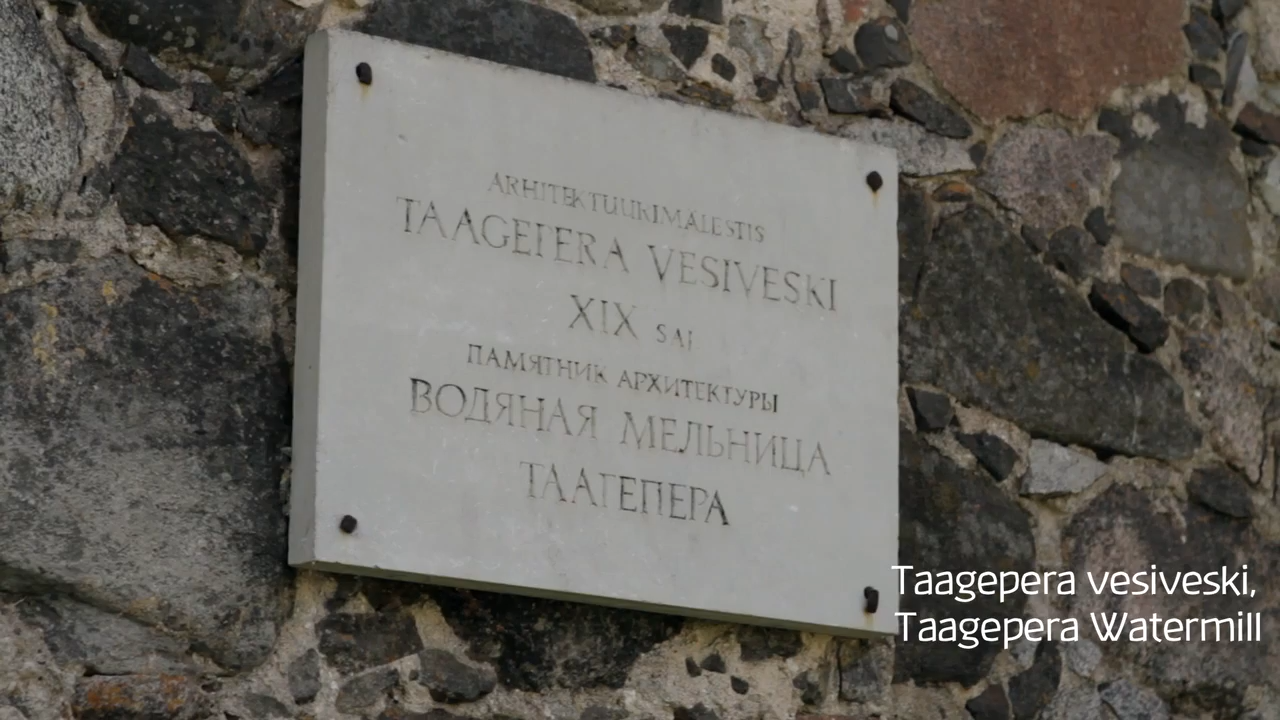 ARHITEKTUURIMÄLESTIS
TAAGEPERA VESIVESKI
XIX SAJ
ПАМЯТНИК АРХИТЕКТУРЫ
ВОДЯНАЯ МЕЛЬНИЦА
ТААГЕПЕРА
Taagepera vesiveski,
Taagepera Watermill